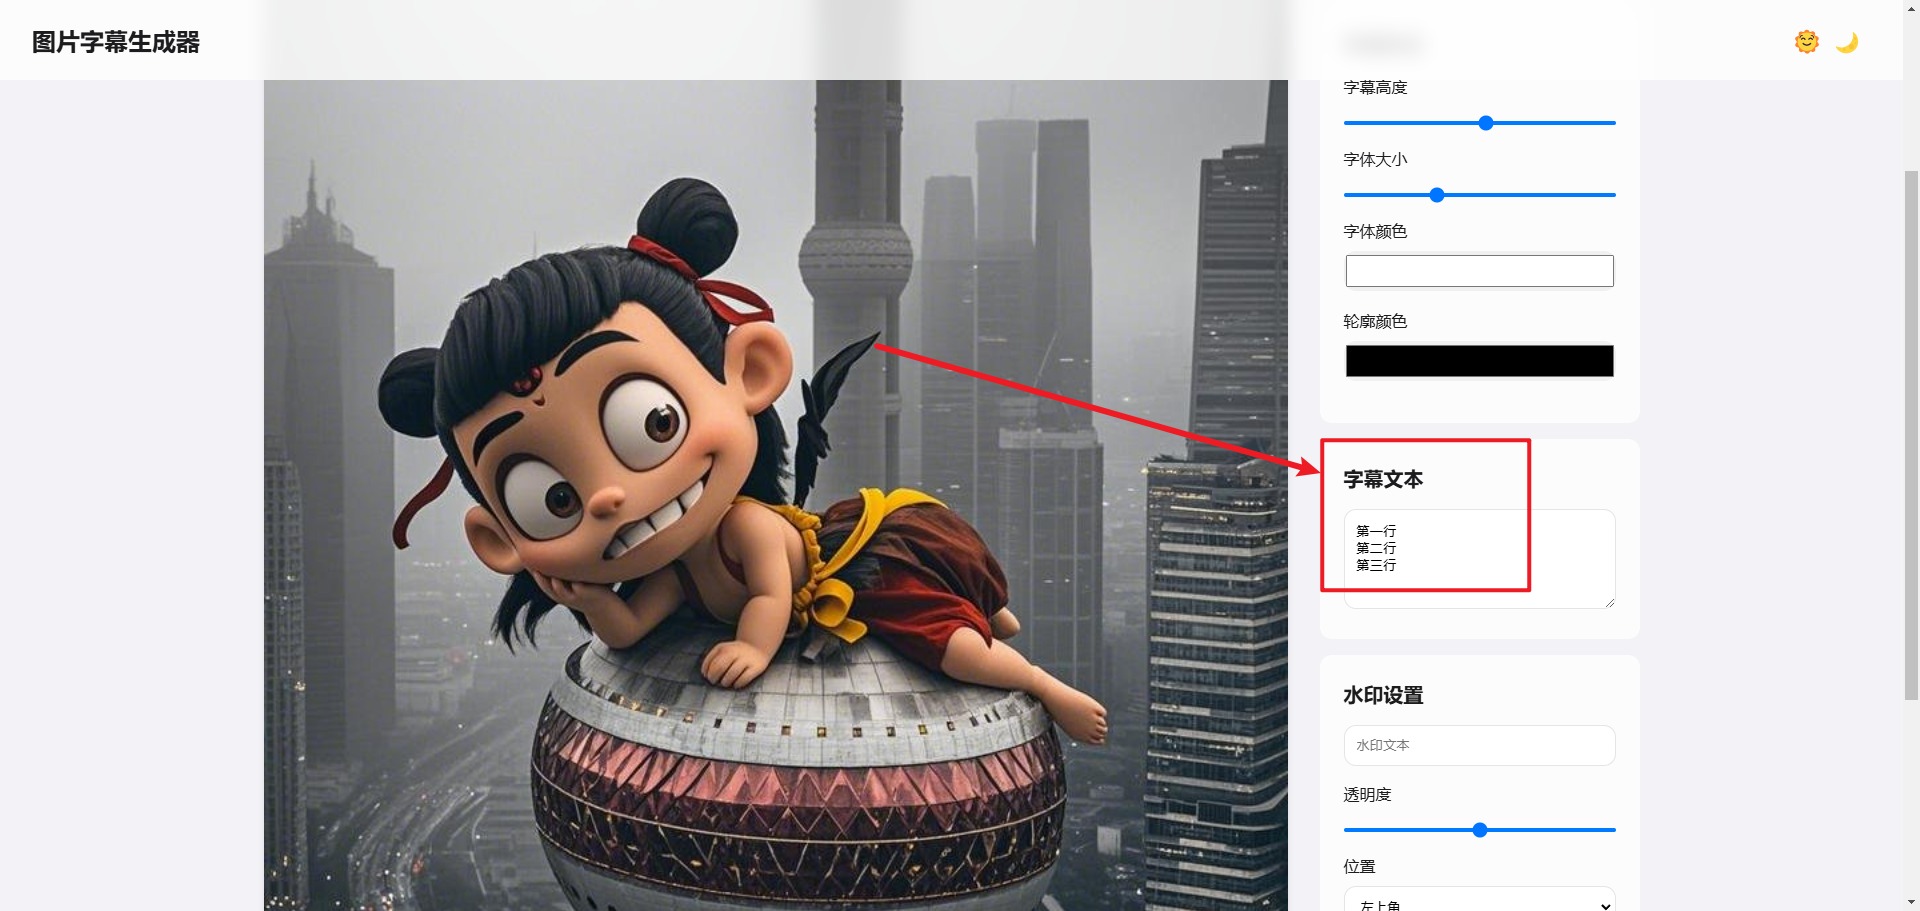 图片字幕生成器
字幕高度
字体大小
字体颜色
轮廓颜色
字幕文本
第一行
第二行
第三行
水印设置
水印文本
透明度
位置
左上角